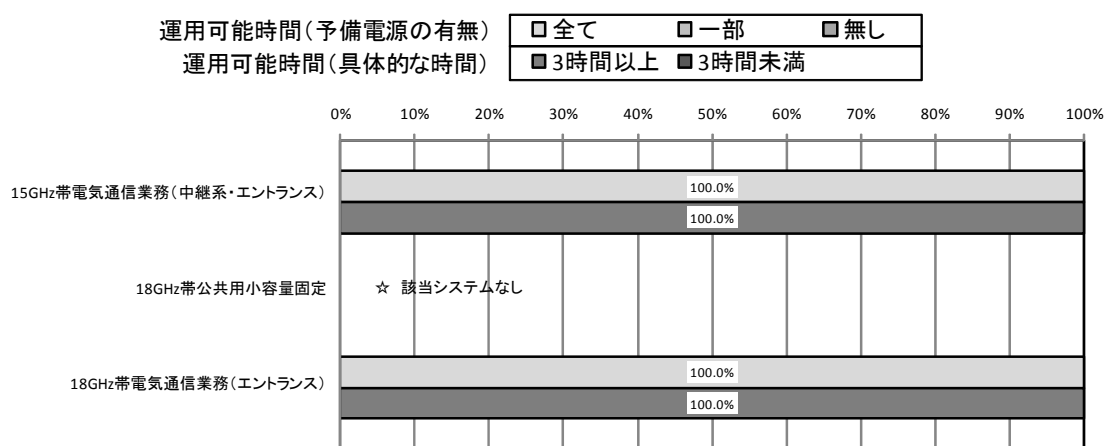 運用可能時間（予備電源の有無） 全て 一部 無し
運用可能時間（具体的な時間） 3時間以上 3時間未満
0% 10% 20% 30% 40% 50% 60% 70% 80% 90% 100%
15GHz帯電気通信業務（中継系・エントランス）
100.0%
100.0%
18GHz帯公共用小容量固定
☆ 該当システムなし
18GHz帯電気通信業務（エントランス）
100.0%
100.0%